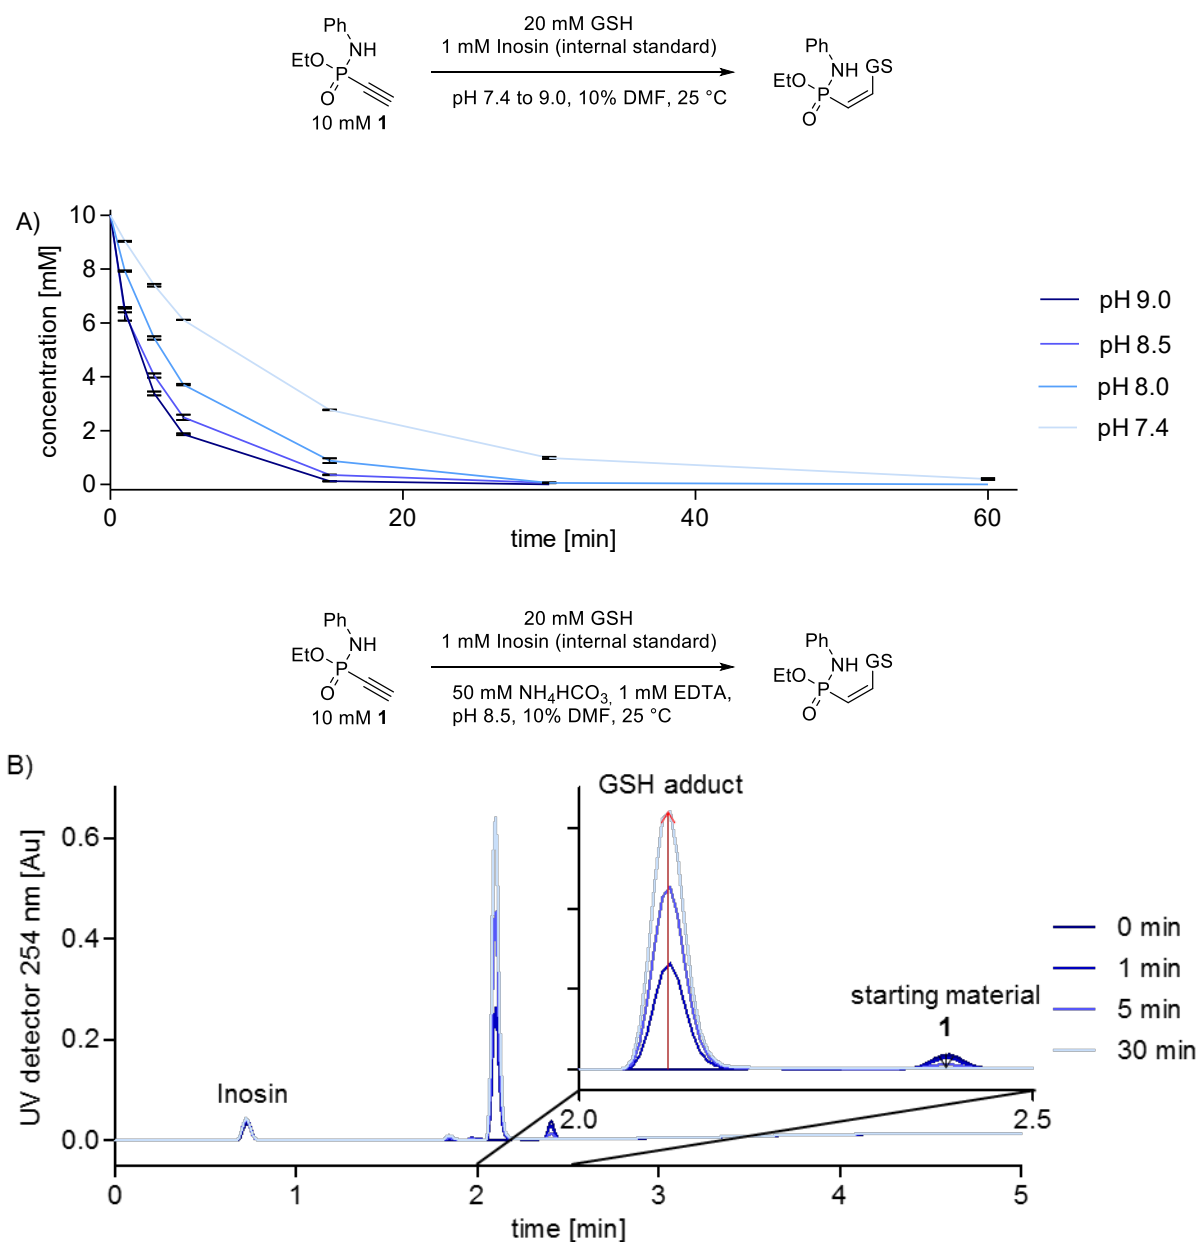 Ph
NH
EtO
P
O
10 mM 1
20 mM GSH
1 mM Inosin (internal standard)
pH 7.4 to 9.0, 10% DMF, 25 °C
Ph
NH
GS
EtO
P
O
A)
concentration [mM]
10
8
6
4
2
0
0
20
40
60
time [min]
pH 9.0
pH 8.5
pH 8.0
pH 7.4
Ph
NH
EtO
P
O
10 mM 1
20 mM GSH
1 mM Inosin (internal standard)
50 mM NH₄HCO₃, 1 mM EDTA,
pH 8.5, 10% DMF, 25 °C
Ph
NH
GS
EtO
P
O
B)
UV detector 254 nm [Au]
0.6
0.4
0.2
0.0
Inosin
GSH adduct
starting material
1
2.0
2.5
0 min
1 min
5 min
30 min
0
1
2
3
4
5
time [min]